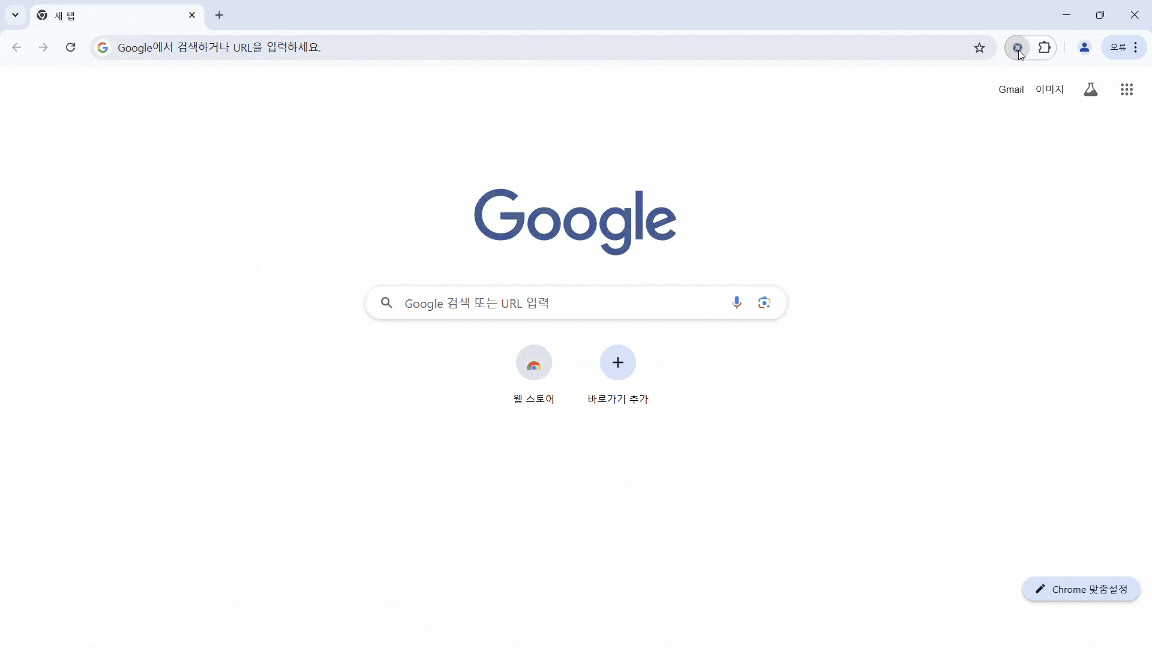 새 탭
Google에서 검색하거나 URL을 입력하세요.
오류
Gmail 이미지
Google
Google 검색 또는 URL 입력
웹 스토어 바로가기 추가
Chrome 맞춤설정